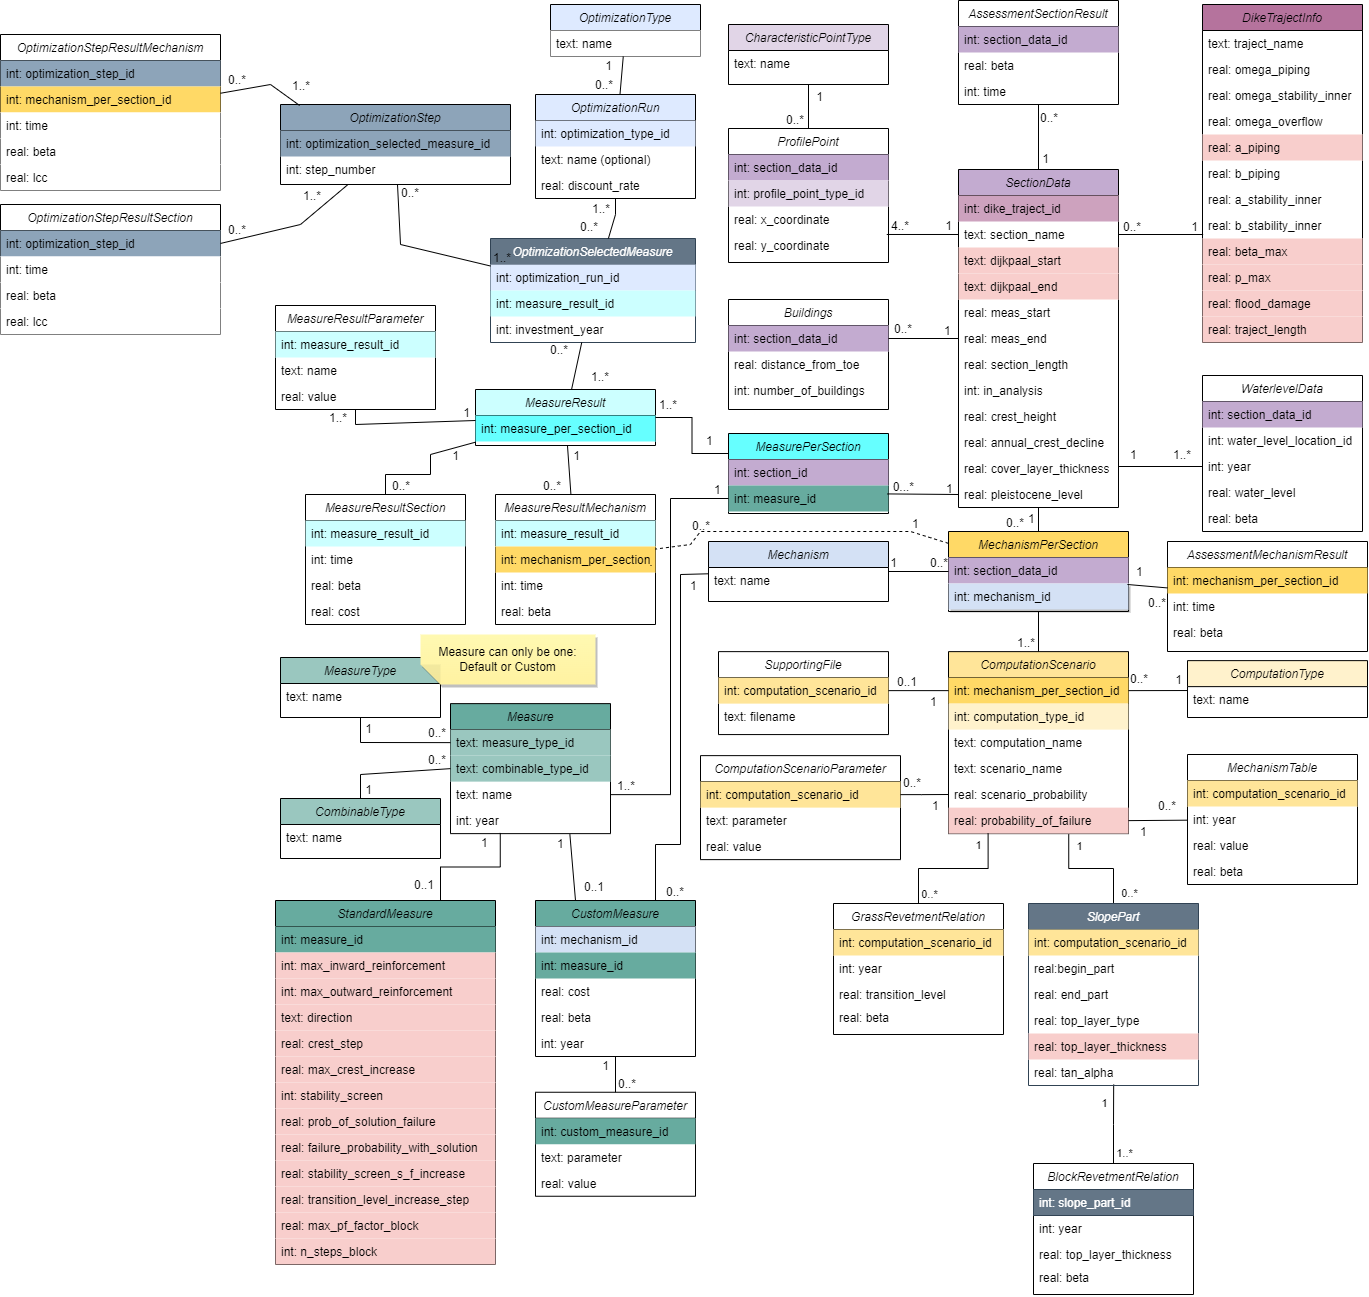 OptimizationStepResultMechanism
int: optimization_step_id
int: mechanism_per_section_id
int: time
real: beta
real: lcc
0..*
1..*
OptimizationStepResultSection
int: optimization_step_id
int: time
real: beta
real: lcc
0..*
1..*
OptimizationStep
int: optimization_selected_measure_id
int: step_number
0..*
1..*
OptimizationType
text: name
1
0..*
OptimizationRun
int: optimization_type_id
text: name (optional)
real: discount_rate
1..*
0..*
OptimizationSelectedMeasure
int: optimization_run_id
int: measure_result_id
int: investment_year
0..*
1..*
CharacteristicPointType
text: name
1
0..*
ProfilePoint
int: section_data_id
int: profile_point_type_id
real: x_coordinate
real: y_coordinate
4..*
1
AssessmentSectionResult
int: section_data_id
real: beta
int: time
0..*
1
SectionData
int: dike_traject_id
text: section_name
text: dijkpaal_start
text: dijkpaal_end
real: meas_start
real: meas_end
real: section_length
int: in_analysis
real: crest_height
real: annual_crest_decline
real: cover_layer_thickness
real: pleistocene_level
0..*
1
DikeTrajectInfo
text: traject_name
real: omega_piping
real: omega_stability_inner
real: omega_overflow
real: a_piping
real: b_piping
real: a_stability_inner
real: b_stability_inner
real: beta_max
real: p_max
real: flood_damage
real: traject_length
Buildings
int: section_data_id
real: distance_from_toe
int: number_of_buildings
0..*
1
WaterlevelData
int: section_data_id
int: water_level_location_id
int: year
real: water_level
real: beta
1
1..*
MeasureResultParameter
int: measure_result_id
text: name
real: value
1..*
1
MeasureResult
int: measure_per_section_id
1..*
1
MeasurePerSection
int: section_id
int: measure_id
0...*
1
1
1
0..*
MeasureResultSection
int: measure_result_id
int: time
real: beta
real: cost
1
0..*
MeasureResultMechanism
int: measure_result_id
int: mechanism_per_section_
int: time
real: beta
0..*
1
Mechanism
text: name
1
0..*
1
0..*
1
MechanismPerSection
int: section_data_id
int: mechanism_id
1
0..*
AssessmentMechanismResult
int: mechanism_per_section_id
int: time
real: beta
1..*
Measure can only be one:
Default or Custom
MeasureType
text: name
1
0..*
Measure
text: measure_type_id
text: combinable_type_id
text: name
int: year
1..*
0..*
1
CombinableType
text: name
SupportingFile
int: computation_scenario_id
text: filename
0..1
1
ComputationScenario
int: mechanism_per_section_id
int: computation_type_id
text: computation_name
text: scenario_name
real: scenario_probability
real: probability_of_failure
0..*
1
ComputationType
text: name
ComputationScenarioParameter
int: computation_scenario_id
text: parameter
real: value
0..*
1
MechanismTable
int: computation_scenario_id
int: year
real: value
real: beta
0..*
1
1
0..1
1
0..1
0..*
StandardMeasure
int: measure_id
int: max_inward_reinforcement
int: max_outward_reinforcement
text: direction
real: crest_step
real: max_crest_increase
int: stability_screen
real: prob_of_solution_failure
real: failure_probability_with_solution
real: stability_screen_s_f_increase
real: transition_level_increase_step
real: max_pf_factor_block
int: n_steps_block
CustomMeasure
int: mechanism_id
int: measure_id
real: cost
real: beta
int: year
1
0..*
CustomMeasureParameter
int: custom_measure_id
text: parameter
real: value
1
0..*
GrassRevetmentRelation
int: computation_scenario_id
int: year
real: transition_level
real: beta
1
0..*
SlopePart
int: computation_scenario_id
real:begin_part
real: end_part
real: top_layer_type
real: top_layer_thickness
real: tan_alpha
1
1..*
BlockRevetmentRelation
int: slope_part_id
int: year
real: top_layer_thickness
real: beta